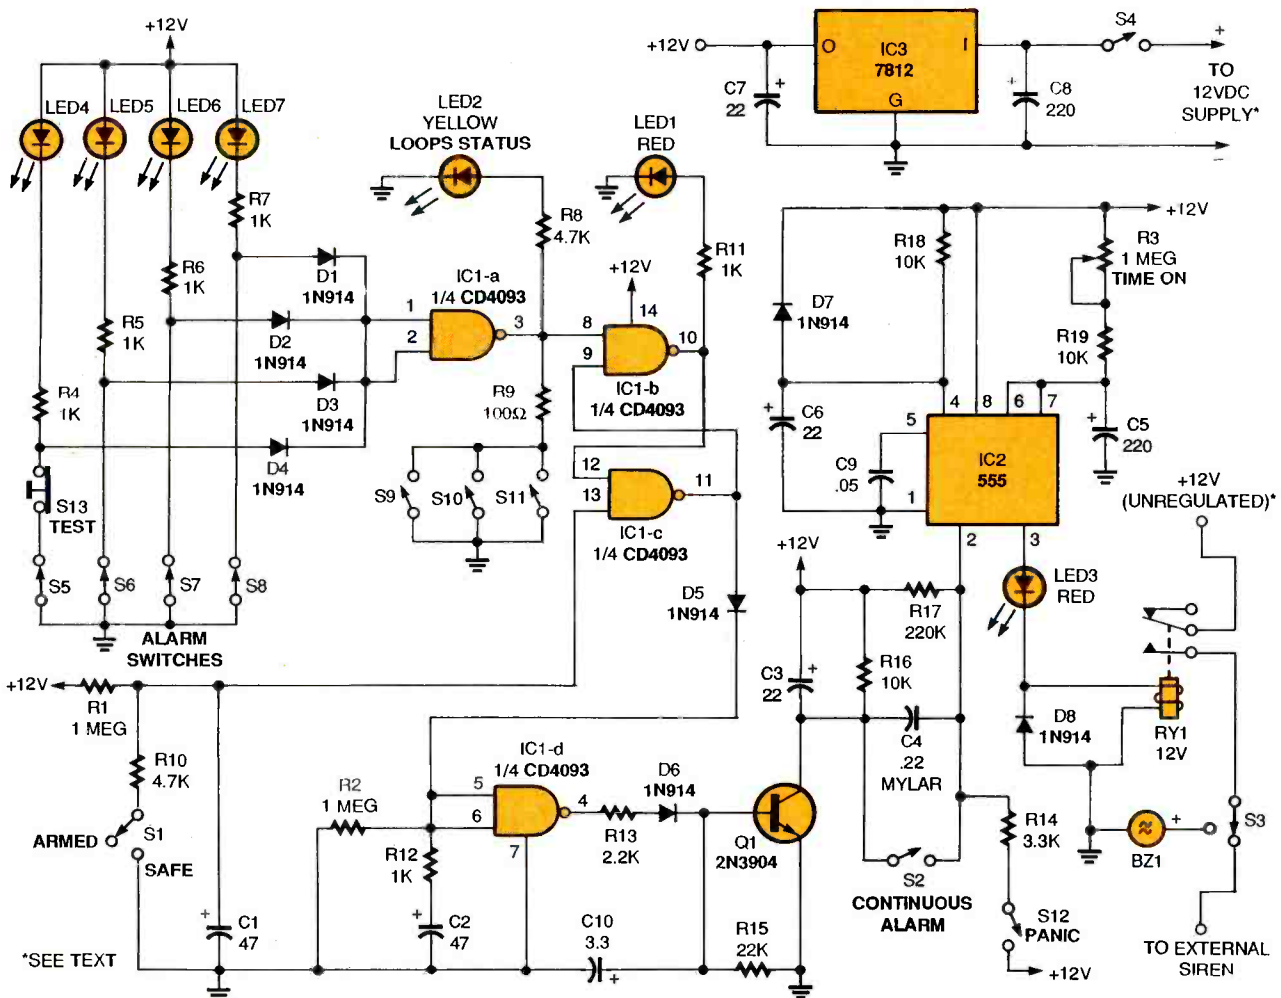 +12V
LED4
LED5
LED6
LED7
LED2
YELLOW
LOOPS STATUS
LED1
RED
+12V
O
IC3
7812
I
G
C7
22
+
C8
220
+
S4
+
TO
12VDC
SUPPLY*
−
R7
1K
R6
1K
R5
1K
R4
1K
D1
1N914
D2
1N914
D3
1N914
D4
1N914
IC1-a
1/4 CD4093
1
2
3
R8
4.7K
R9
100Ω
+12V
14
8
9
10
IC1-b
1/4 CD4093
R11
1K
12
13
11
IC1-c
1/4 CD4093
S9
S10
S11
S13
TEST
S5
S6
S7
S8
ALARM
SWITCHES
D5
1N914
+12V
R18
10K
R3
1 MEG
TIME ON
D7
1N914
R19
10K
+
C6
22
4
8
6
7
5
IC2
555
1
2
3
C9
.05
+
C5
220
+12V
(UNREGULATED)*
+12V
R17
220K
LED3
RED
C3
22
+
R16
10K
C4
.22
MYLAR
D8
1N914
RY1
12V
+12V
R1
1 MEG
R10
4.7K
ARMED
S1
SAFE
+
C1
47
R2
1 MEG
R12
1K
IC1-d
1/4 CD4093
5
6
4
7
R13
2.2K
D6
1N914
Q1
2N3904
+
C2
47
C10
3.3
+
R15
22K
S2
CONTINUOUS
ALARM
R14
3.3K
S12
PANIC
+12V
BZ1
+
S3
TO EXTERNAL
SIREN
*SEE TEXT